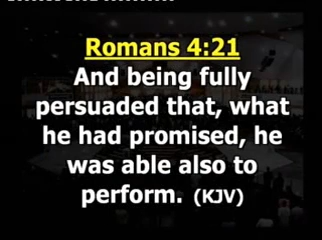 Romans 4:21
And being fully
persuaded that, what
he had promised, he
was able also to
perform. (KJV)